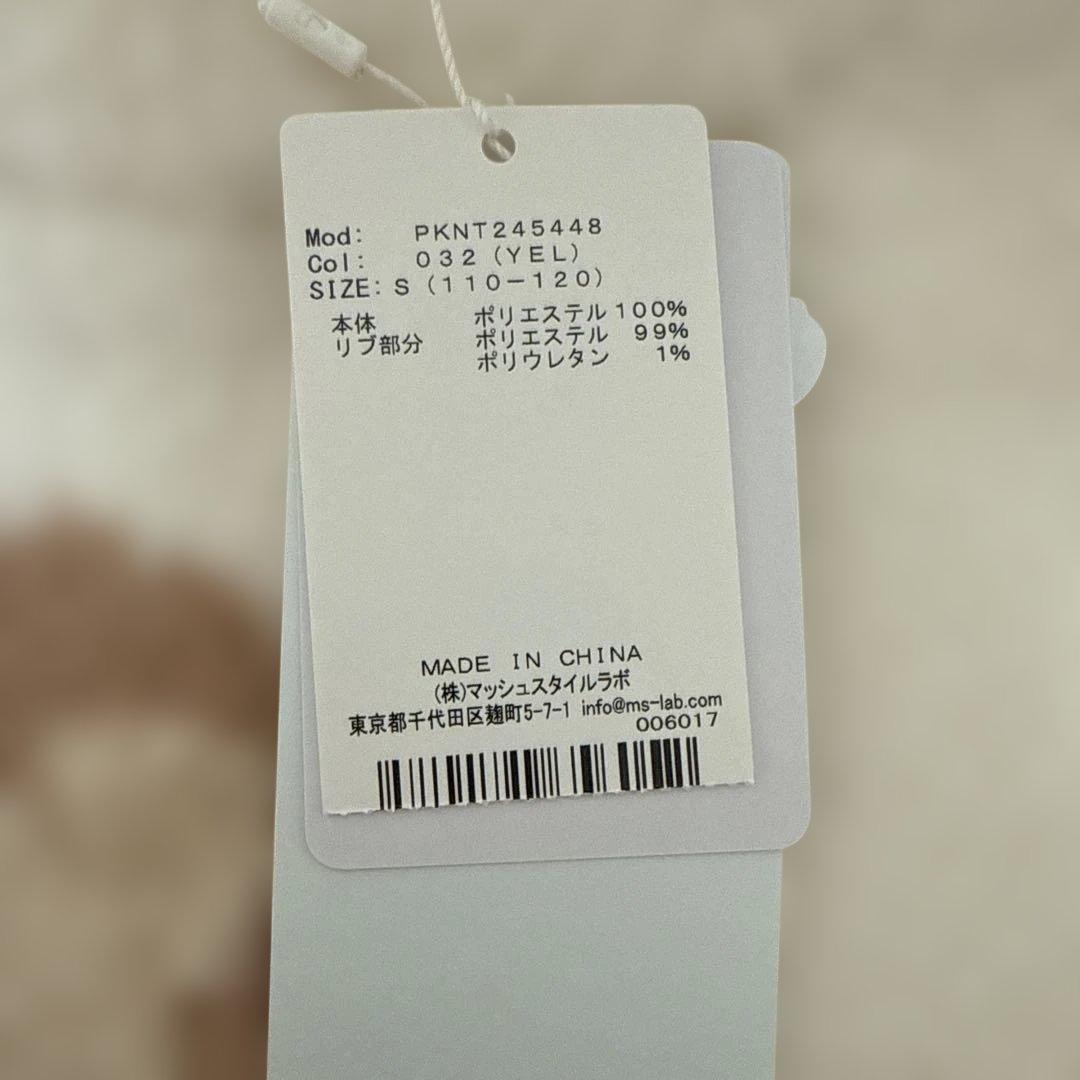 Mod: PKNT245448
Col: 032 (YEL)
SIZE: S (110-120)
本体 ポリエステル 100%
リブ部分 ポリエステル 99%
ポリウレタン 1%
MADE IN CHINA
(株)マッシュスタイルラボ
東京都千代田区麹町5-7-1 info@ms-lab.com
006017